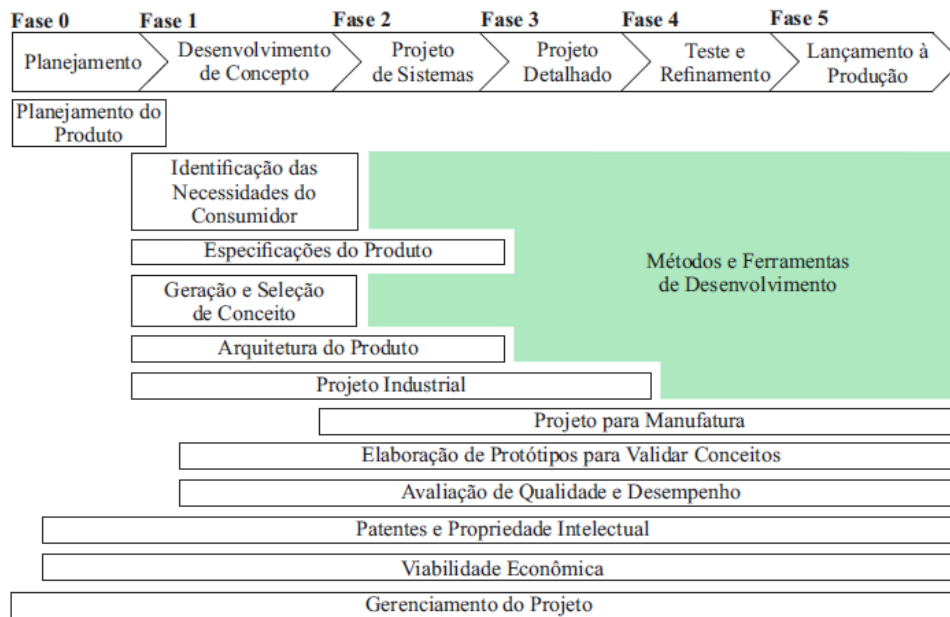 Fase 0 Fase 1 Fase 2 Fase 3 Fase 4 Fase 5
Planejamento
Desenvolvimento
de Concepto
Projeto
de Sistemas
Projeto
Detalhado
Teste e
Refinamento
Lançamento à
Produção
Planejamento do
Produto
Identificação das
Necessidades do
Consumidor
Especificações do Produto
Métodos e Ferramentas
de Desenvolvimento
Geração e Seleção
de Conceito
Arquitetura do Produto
Projeto Industrial
Projeto para Manufatura
Elaboração de Protótipos para Validar Conceitos
Avaliação de Qualidade e Desempenho
Patentes e Propriedade Intelectual
Viabilidade Econômica
Gerenciamento do Projeto